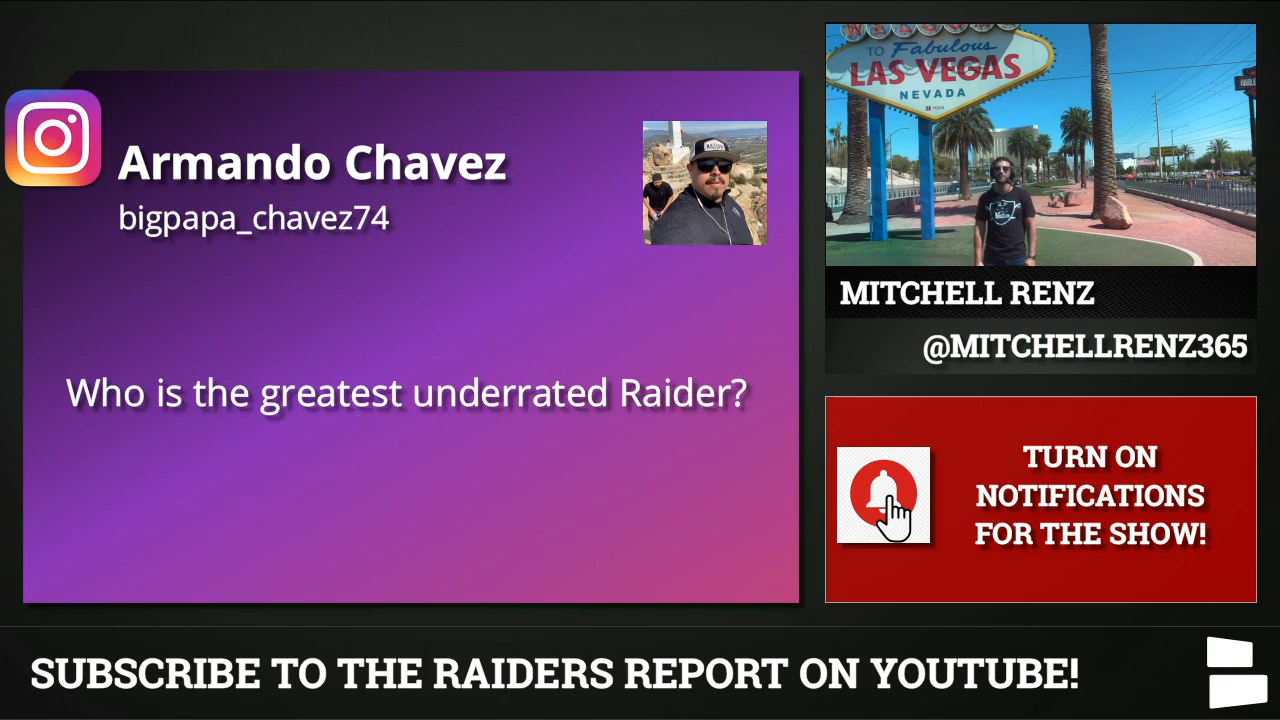 Armando Chavez
bigpapa_chavez74
Who is the greatest underrated Raider?
TO Fabulous
LAS VEGAS
NEVADA
MITCHELL RENZ
@MITCHELLRENZ365
TURN ON
NOTIFICATIONS
FOR THE SHOW!
SUBSCRIBE TO THE RAIDERS REPORT ON YOUTUBE!